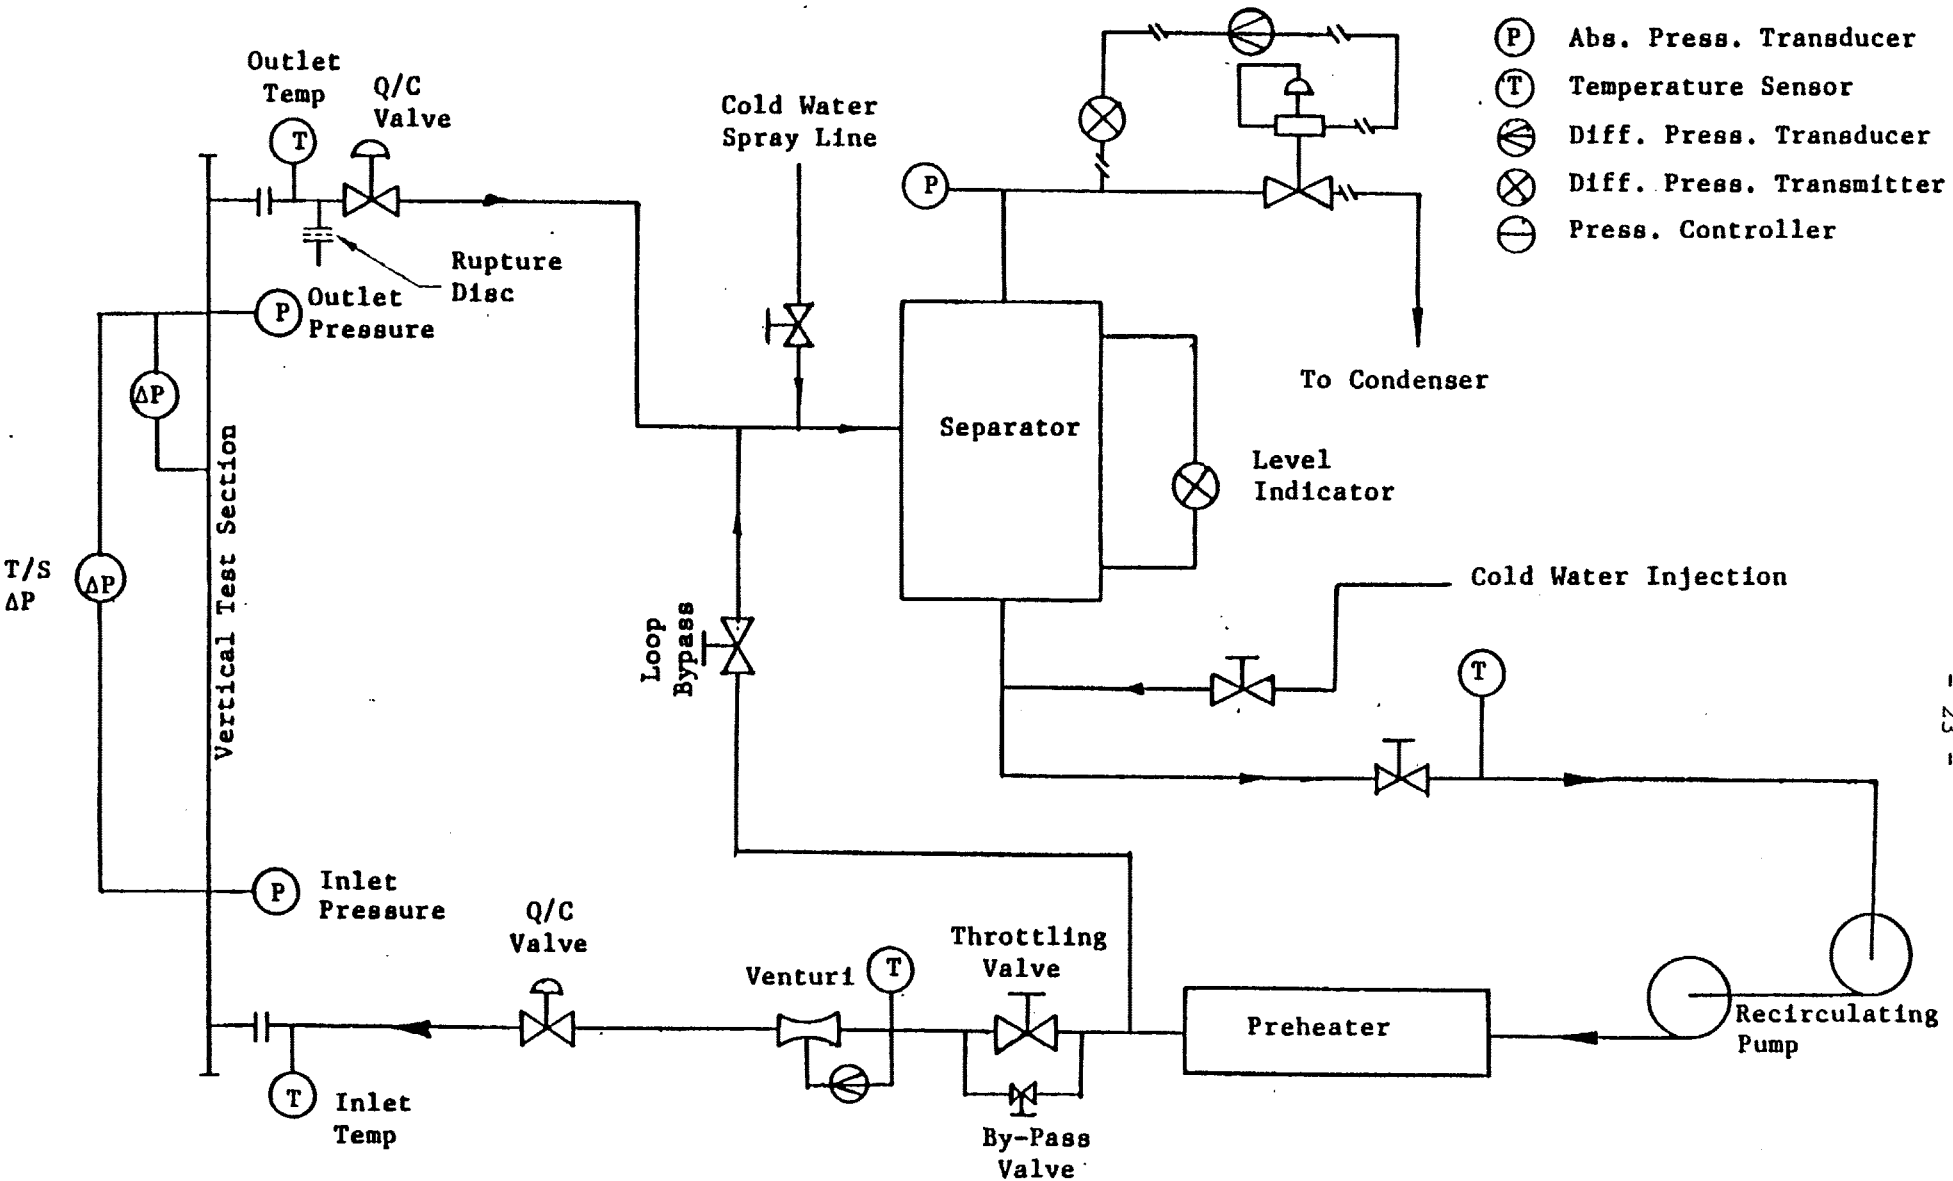 Outlet
Temp
T
Q/C
Valve
Cold Water
Spray Line
P
P Abs. Press. Transducer
T Temperature Sensor
Diff. Press. Transducer
Diff. Press. Transmitter
Press. Controller
Rupture
Disc
P
Outlet
Pressure
ΔP
To Condenser
Separator
Level
Indicator
Vertical Test Section
T/S
ΔP
ΔP
Loop
Bypass
Cold Water Injection
T
- 23 -
P
Inlet
Pressure
Q/C
Valve
Venturi
T
Throttling
Valve
Preheater
Recirculating
Pump
T
Inlet
Temp
By-Pass
Valve